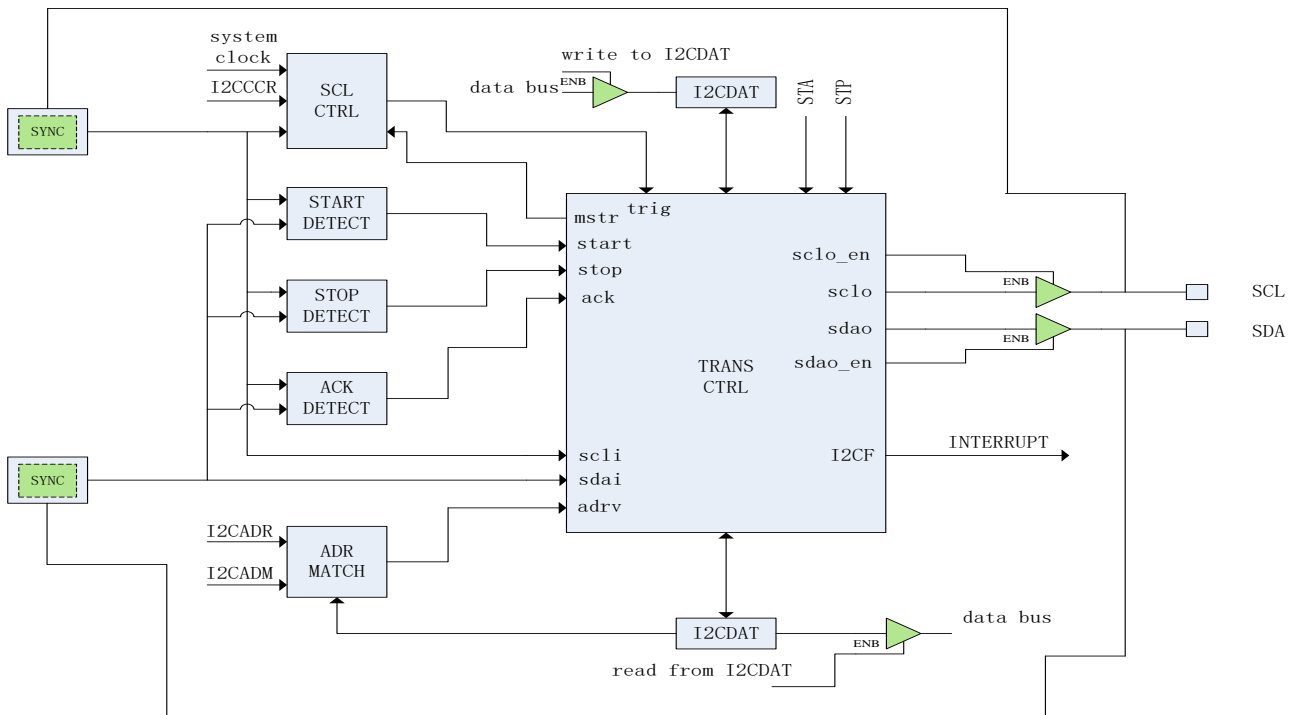 system
clock
I2CCCR
SYNC
SCL
CTRL
write to I2CDAT
data bus
ENB
I2CDAT
STA
STP
START
DETECT
STOP
DETECT
ACK
DETECT
mstr
trig
start
stop
ack
sclo_en
sclo
sdao
sdao_en
TRANS
CTRL
ENB
ENB
SCL
SDA
scli
sdai
adrv
I2CF
INTERRUPT
SYNC
I2CADR
I2CADM
ADR
MATCH
I2CDAT
ENB
data bus
read from I2CDAT